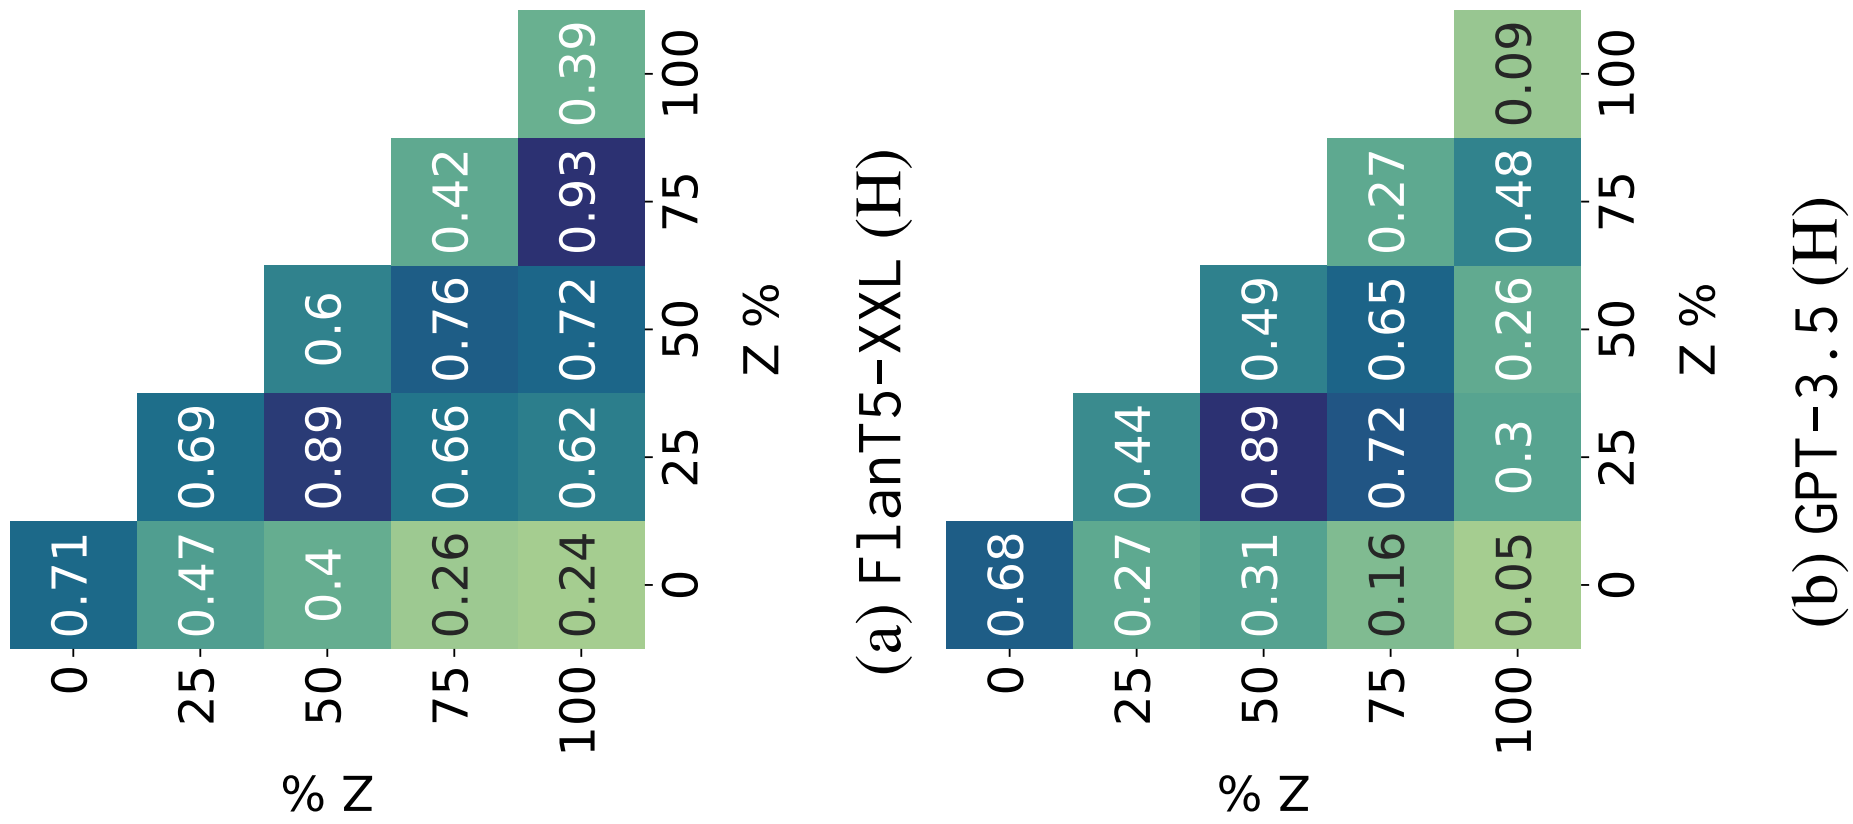 % Z
0 0.71
25 0.47 0.69
50 0.4 0.89 0.6
75 0.26 0.66 0.76 0.42
100 0.24 0.62 0.72 0.93 0.39
0 25 50 75 100
Z %
(a) FlanT5-XXL (H)
% Z
0 0.68
25 0.27 0.44
50 0.31 0.89 0.49
75 0.16 0.72 0.65 0.27
100 0.05 0.3 0.26 0.48 0.09
0 25 50 75 100
Z %
(b) GPT-3.5 (H)